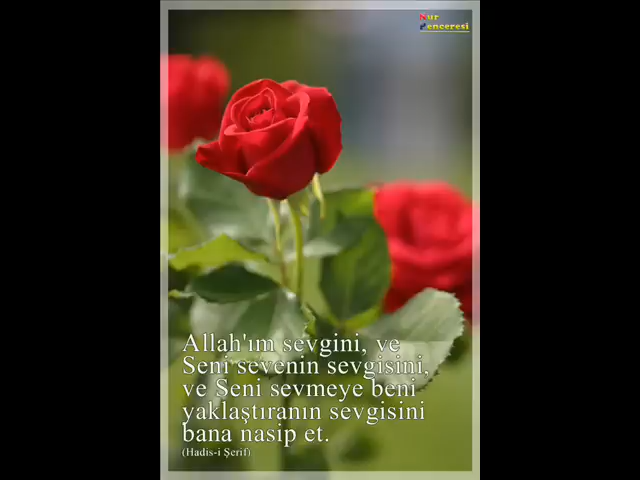 Nur
Penceresi
Allah'ım sevgini, ve
Seni sevenin sevgisini,
ve Seni sevmeye beni
yaklaştıranın sevgisini
bana nasip et.
(Hadis-i Şerif)